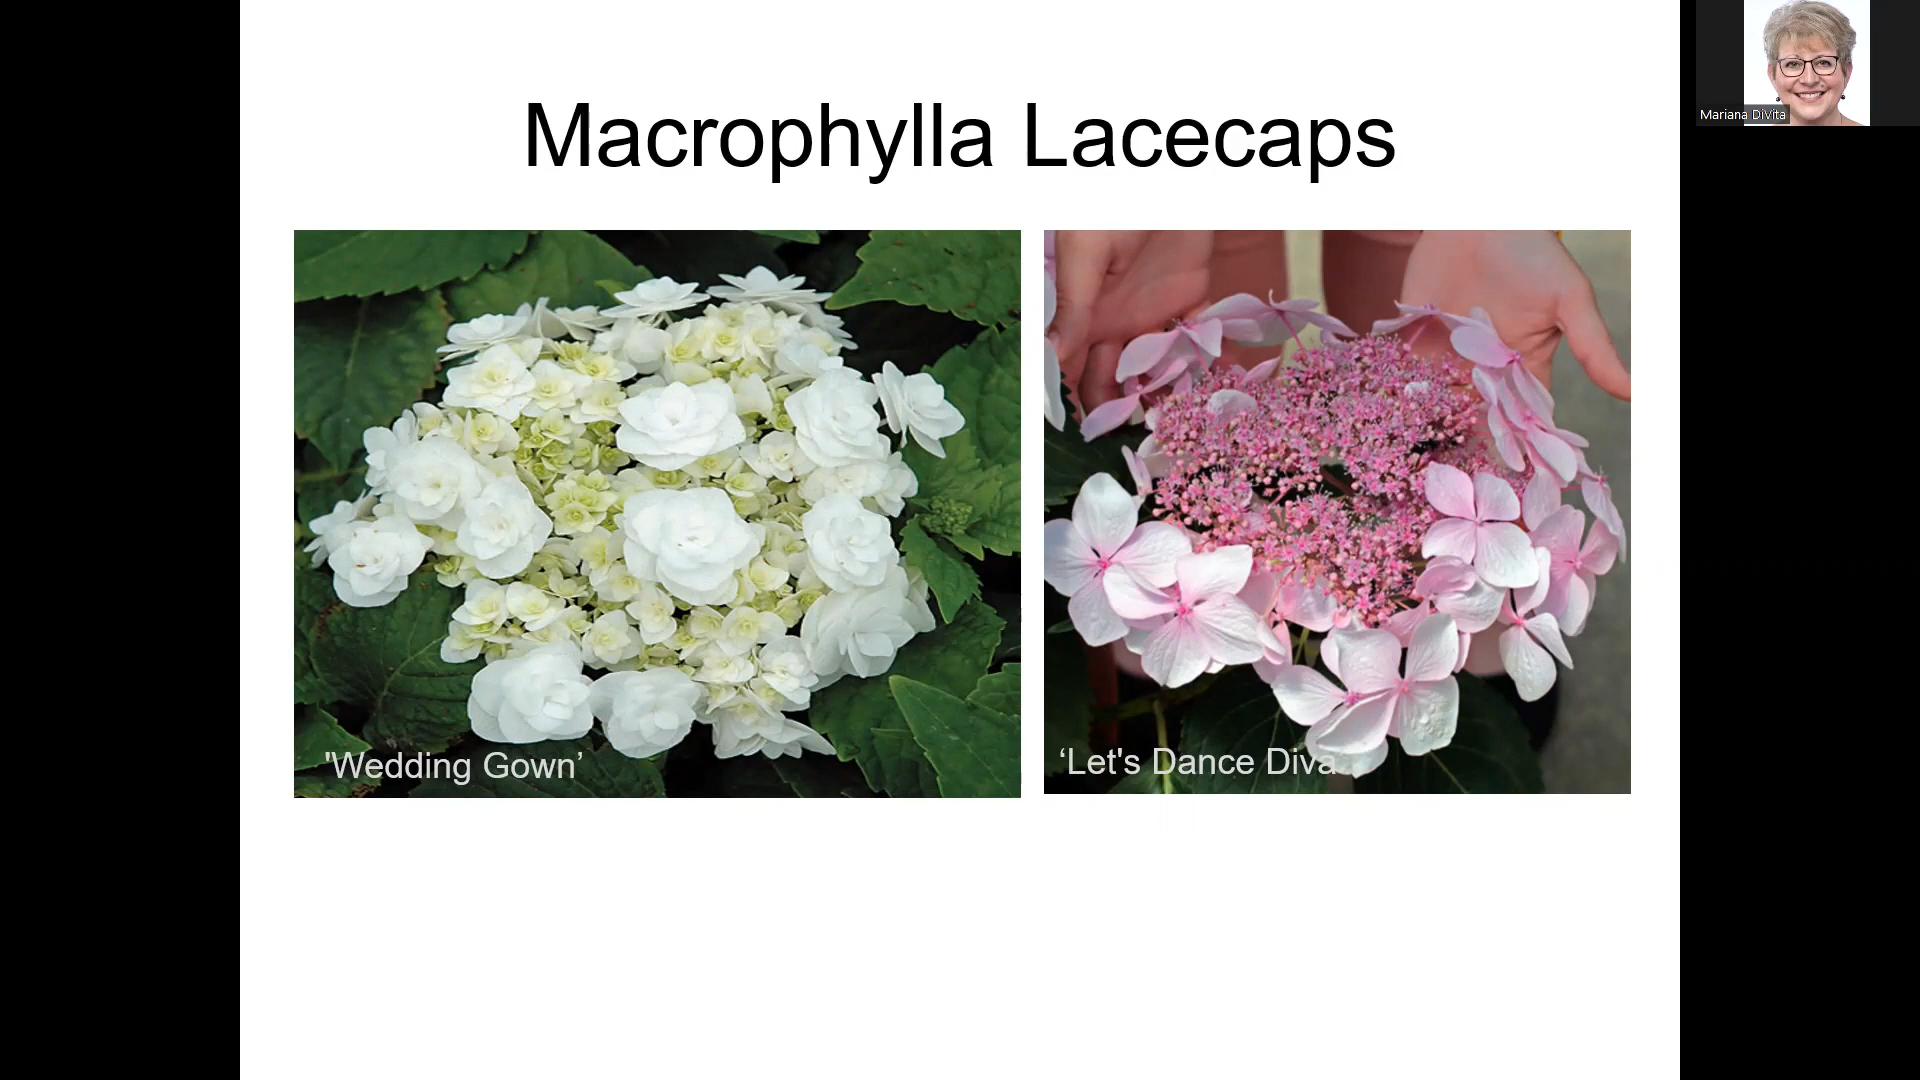 Macrophylla Lacecaps
'Wedding Gown’
‘Let's Dance Diva
Mariana DiVita